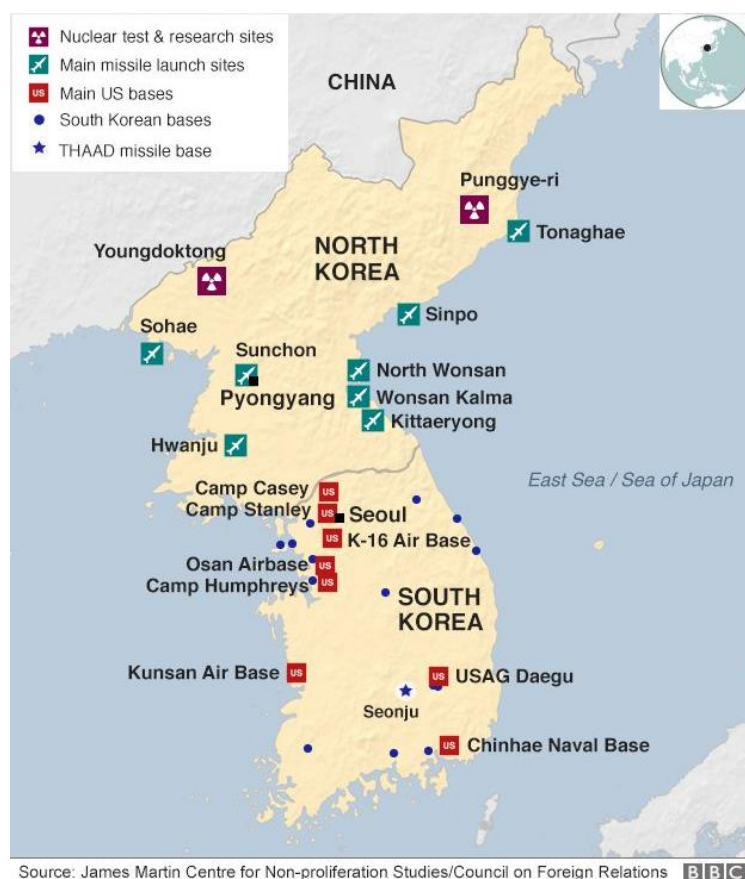 Nuclear test & research sites
Main missile launch sites
US
Main US bases
South Korean bases
THAAD missile base
CHINA
Punggye-ri
Tonaghae
Youngdoktong
NORTH
KOREA
Sinpo
Sohae
Sunchon
North Wonsan
Pyongyang
Wonsan Kalma
Kittaeryong
Hwanju
East Sea / Sea of Japan
Camp Casey
US
Camp Stanley
US
Seoul
US
K-16 Air Base
Osan Airbase
US
Camp Humphreys
US
SOUTH
KOREA
Kunsan Air Base
US
US
USAG Daegu
Seonju
US
Chinhae Naval Base
Source: James Martin Centre for Non-proliferation Studies/Council on Foreign Relations
BBC